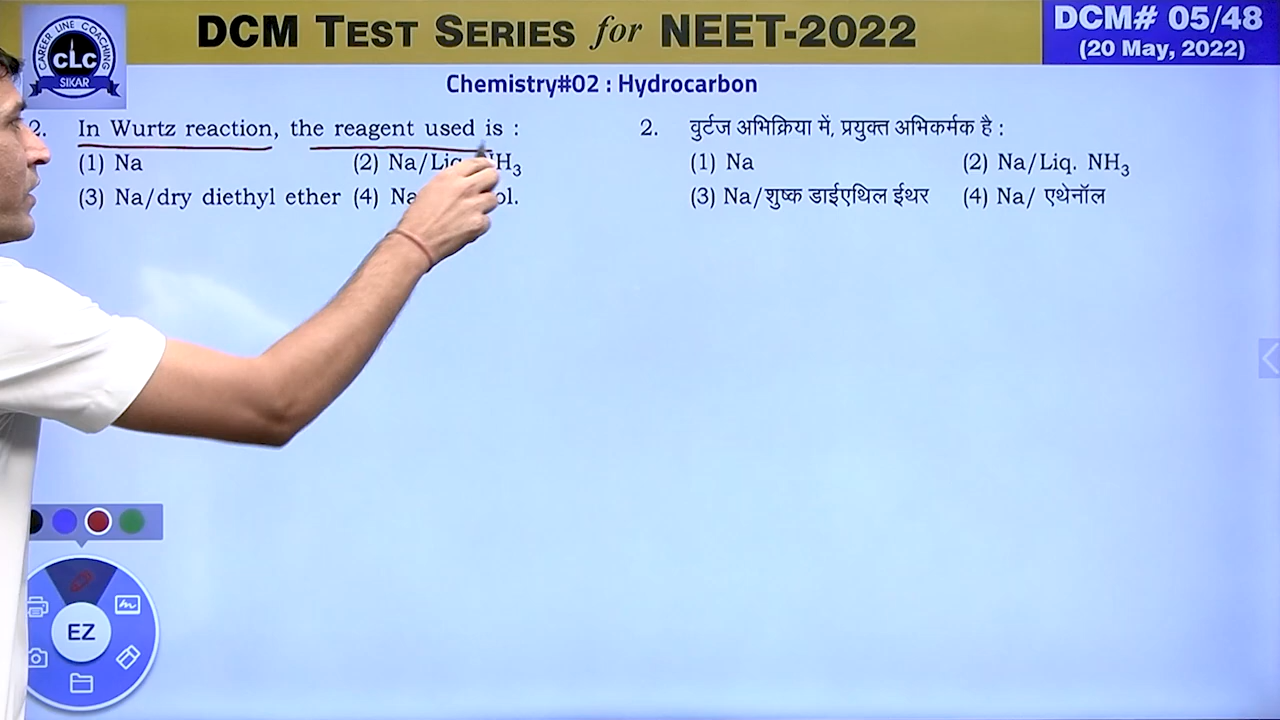 DCM TEST SERIES for NEET-2022
DCM# 05/48
(20 May, 2022)
CAREER LINE COACHING
CLC
SIKAR
Chemistry#02 : Hydrocarbon
2. In Wurtz reaction, the reagent used is :
(1) Na (2) Na/Liq. NH3
(3) Na/dry diethyl ether (4) Na
2. वुर्टज अभिक्रिया में, प्रयुक्त अभिकर्मक है :
(1) Na (2) Na/Liq. NH3
(3) Na/शुष्क डाईएथिल ईथर (4) Na/ एथेनॉल
EZ